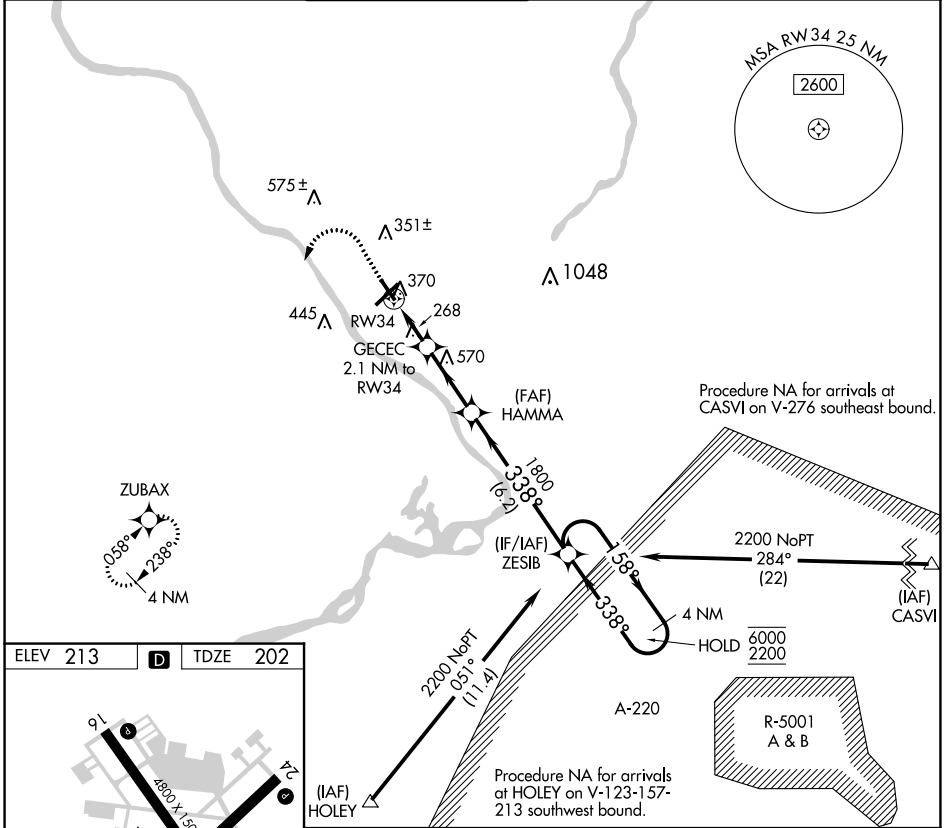 MSA RW34 25 NM
2600
575±
351±
1048
370
445
RW34
268
GECEC
2.1 NM to
RW34
570
(FAF)
HAMMA
Procedure NA for arrivals at
CASVI on V-276 southeast bound.
1800
338°
(6.2)
ZUBAX
058°
238°
4 NM
(IF/IAF)
ZESIB
158°
338°
4 NM
HOLD
6000
2200
2200 NoPT
284°
(22)
(IAF)
CASVI
2200 NoPT
051°
(11.4)
A-220
R-5001
A & B
(IAF)
HOLEY
Procedure NA for arrivals
at HOLEY on V-123-157-
213 southwest bound.
ELEV 213
D
TDZE 202
16
P
24
P
4800 X 150